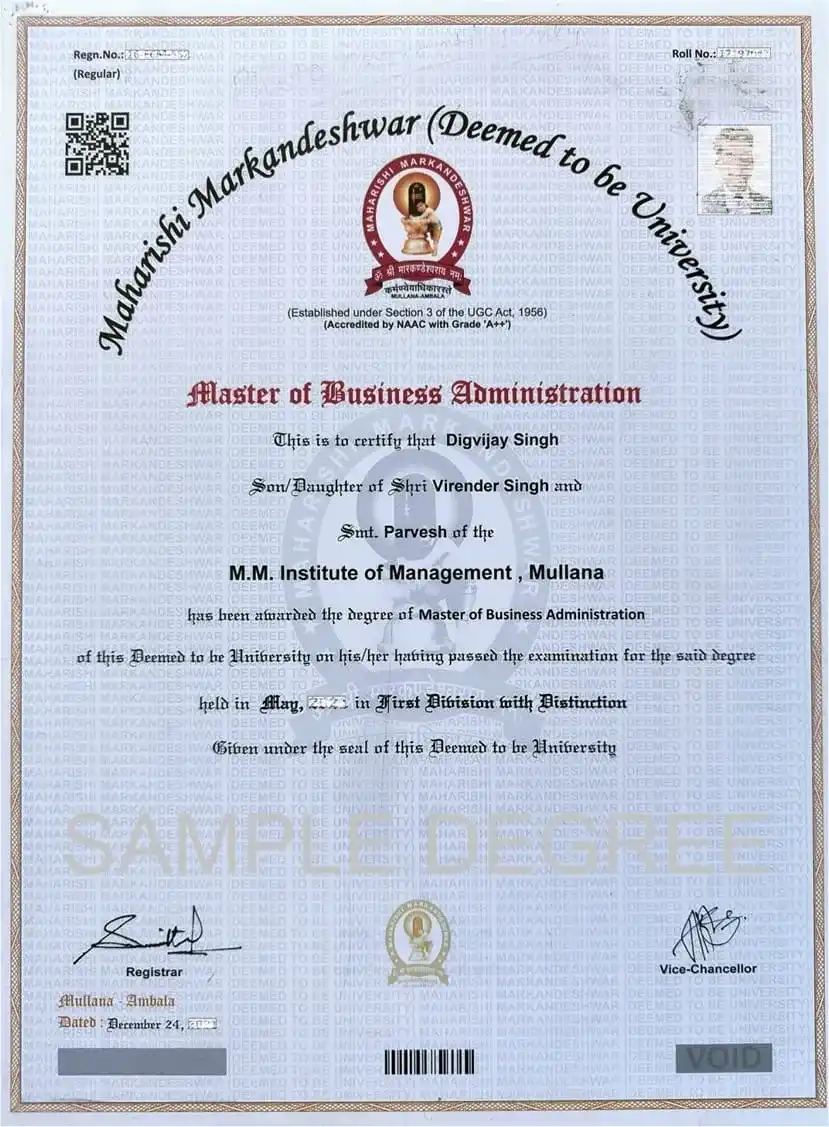 Regn.No.:
Roll No.:
(Regular)
Maharishi Markandeshwar (Deemed to be University)
MAHARISHI MARKANDESHWAR
ॐ श्री मारकण्डेश्वराय नमः
कर्मण्येवाधिकारस्ते
MULLANA-AMBALA
(Established under Section 3 of the UGC Act, 1956)
(Accredited by NAAC with Grade 'A++')
Master of Business Administration
This is to certify that Digvijay Singh
Son/Daughter of Shri Virender Singh and
Smt. Parvesh of the
M.M. Institute of Management , Mullana
has been awarded the degree of Master of Business Administration
of this Deemed to be University on his/her having passed the examination for the said degree
held in May, in First Division with Distinction
Given under the seal of this Deemed to be University
SAMPLE DEGREE
Registrar
Vice-Chancellor
Mullana - Ambala
Dated : December 24,
VOID